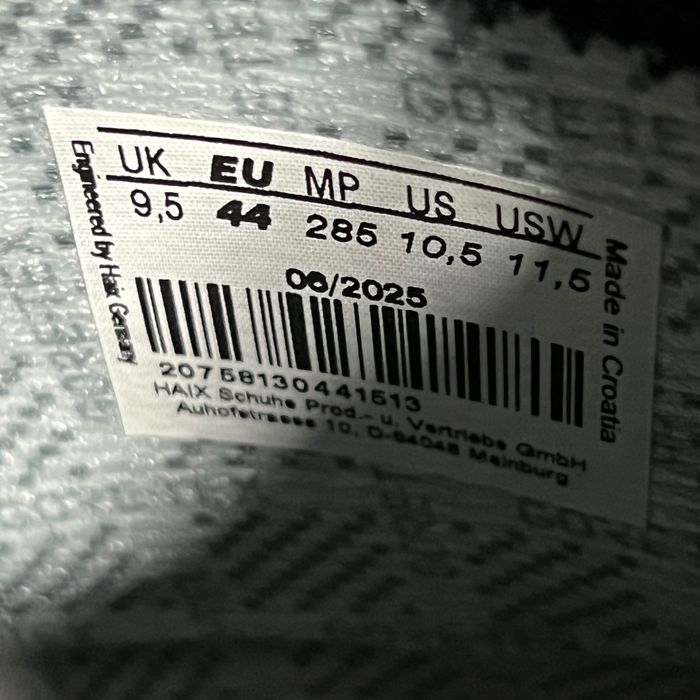 GORETE
UK EU MP US USW
9,5 44 285 10,5 11,5
06/2025
20758130441513
HAIX Schuhe Prod.- u. Vertriebs GmbH
Auhofstrasse 10, D-84048 Mainburg
Engineered by Haix Germany
Made in Croatia